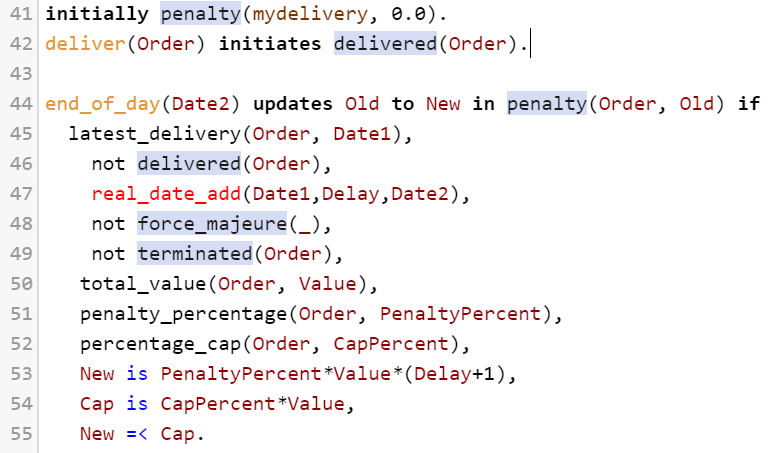 41 initially penalty(mydelivery, 0.0).
42 deliver(Order) initiates delivered(Order).
43
44 end_of_day(Date2) updates Old to New in penalty(Order, Old) if
45 latest_delivery(Order, Date1),
46 not delivered(Order),
47 real_date_add(Date1,Delay,Date2),
48 not force_majeure(_),
49 not terminated(Order),
50 total_value(Order, Value),
51 penalty_percentage(Order, PenaltyPercent),
52 percentage_cap(Order, CapPercent),
53 New is PenaltyPercent*Value*(Delay+1),
54 Cap is CapPercent*Value,
55 New =< Cap.